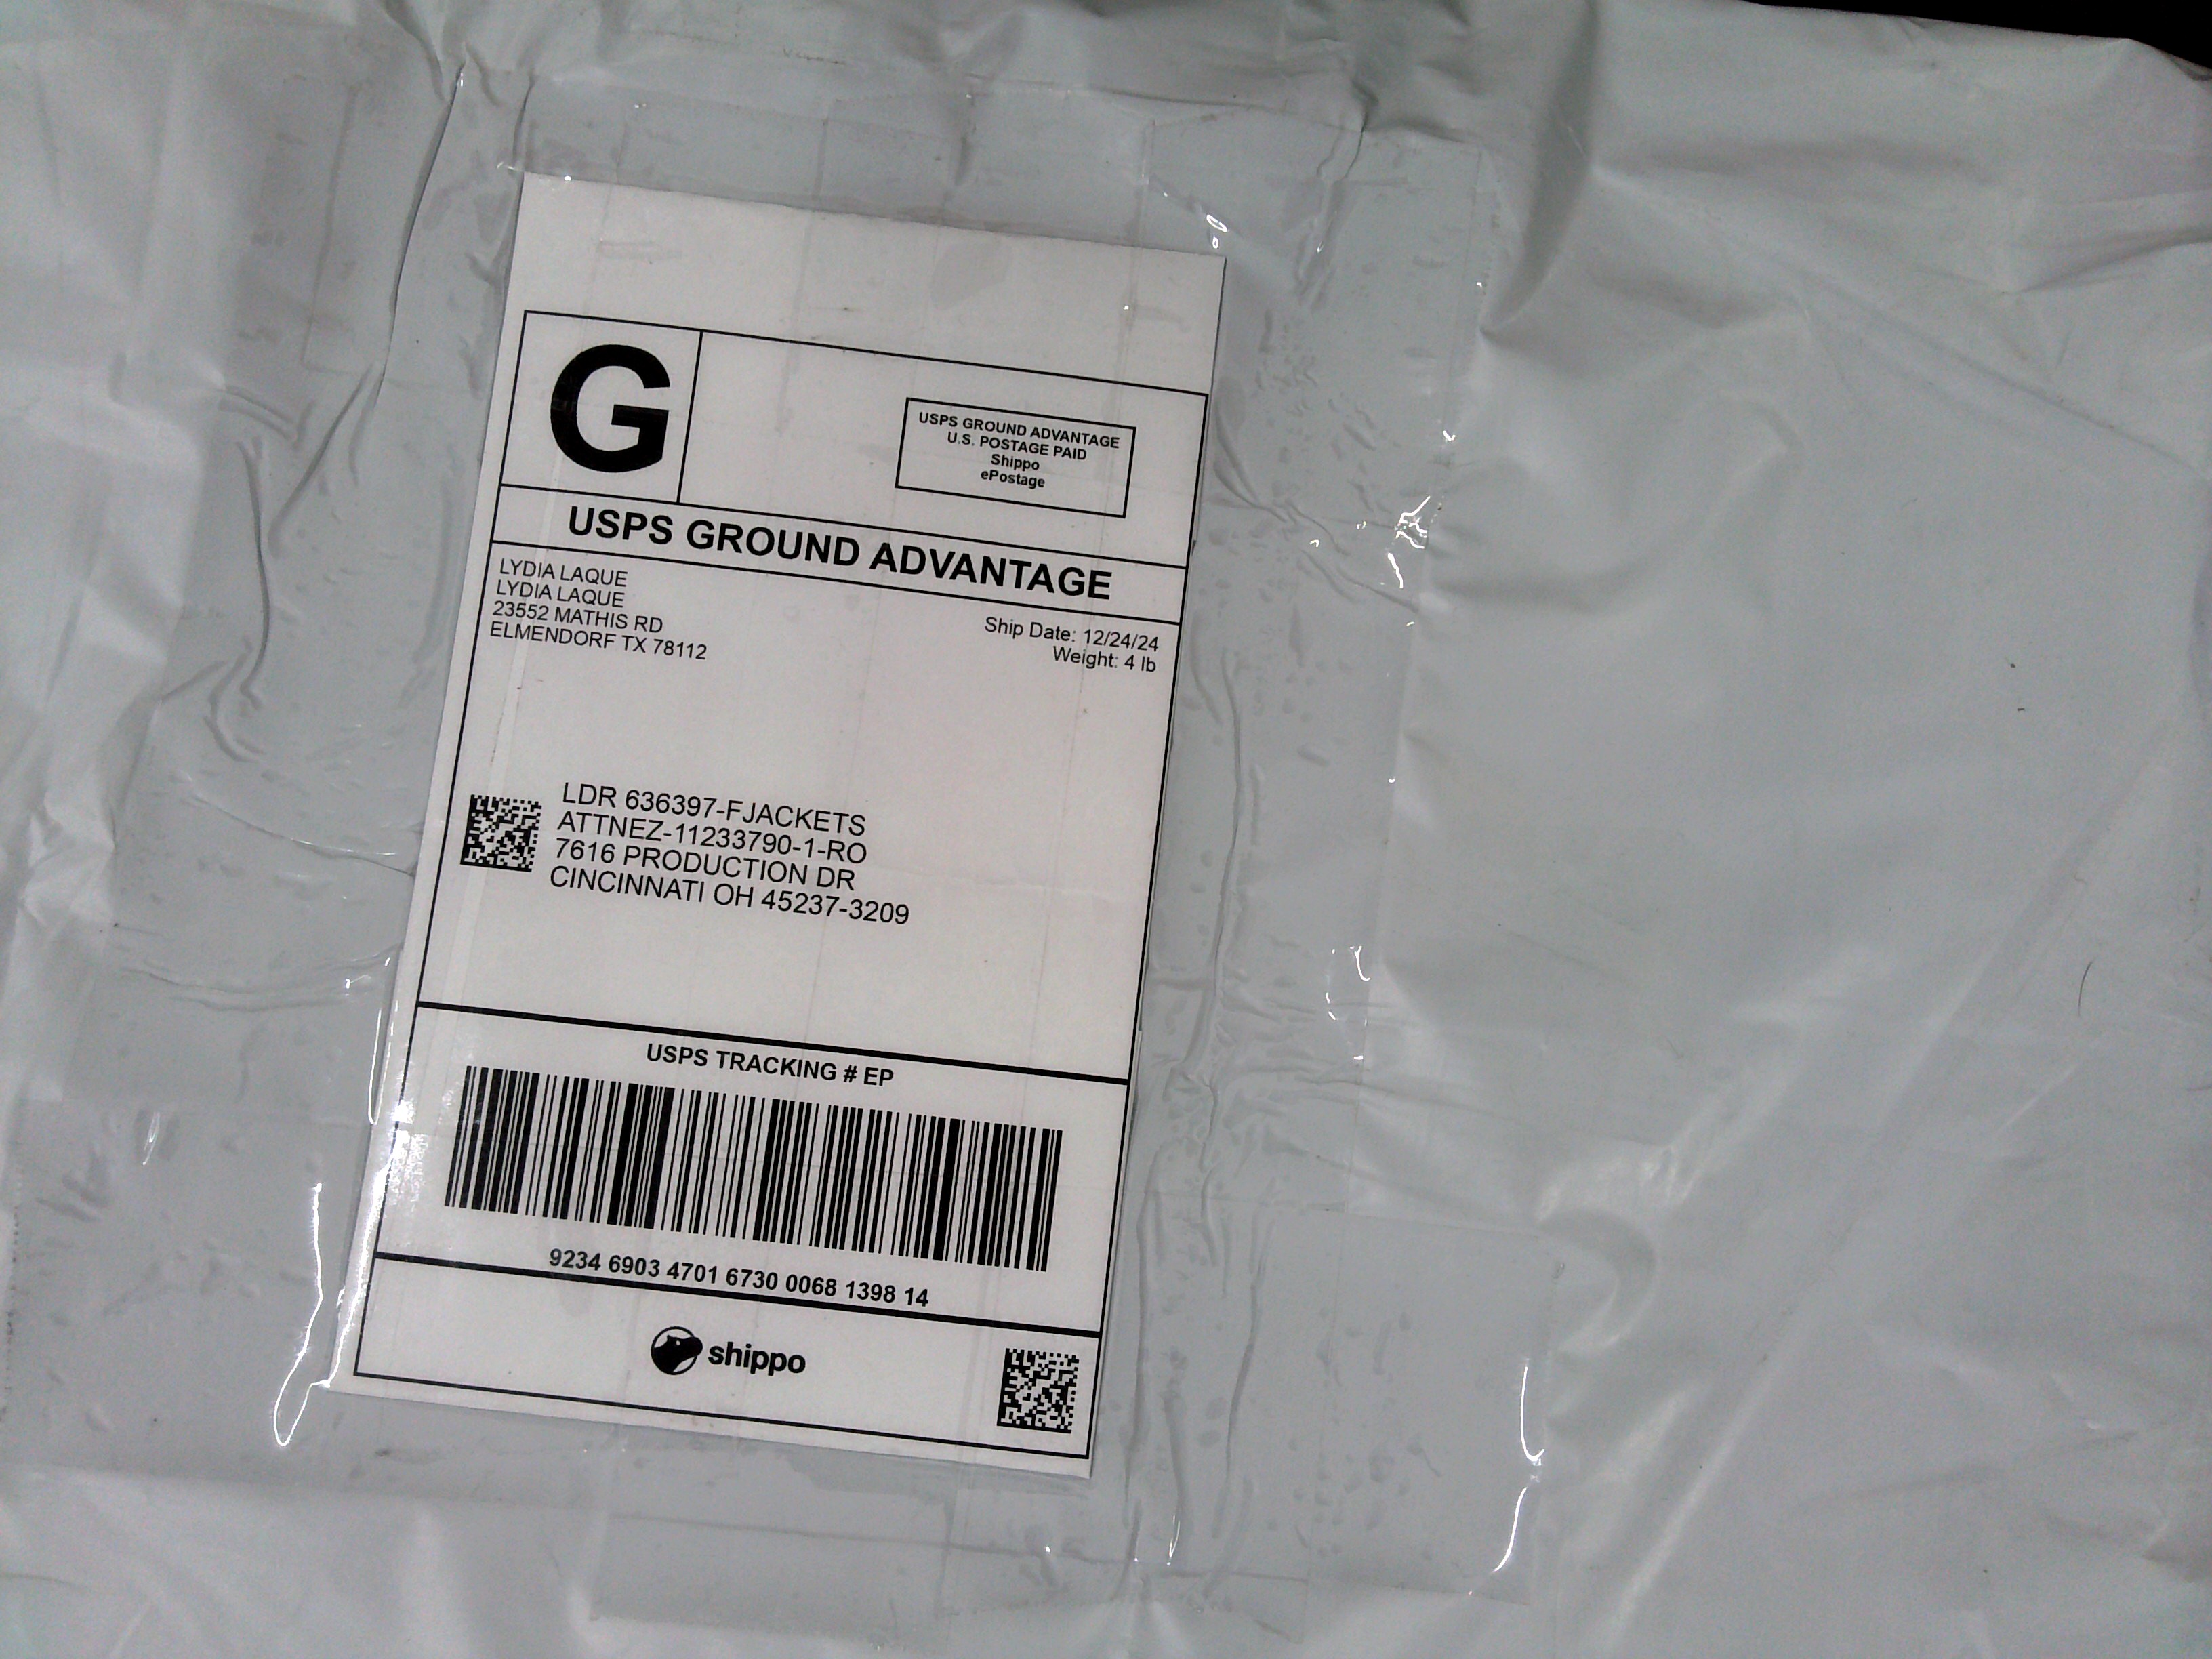 G
USPS GROUND ADVANTAGE
U.S. POSTAGE PAID
Shippo
ePostage
USPS GROUND ADVANTAGE
LYDIA LAQUE
LYDIA LAQUE
23552 MATHIS RD
ELMENDORF TX 78112
Ship Date: 12/24/24
Weight: 4 lb
LDR 636397-FJACKETS
ATTNEZ-11233790-1-RO
7616 PRODUCTION DR
CINCINNATI OH 45237-3209
USPS TRACKING # EP
9234 6903 4701 6730 0068 1398 14
shippo